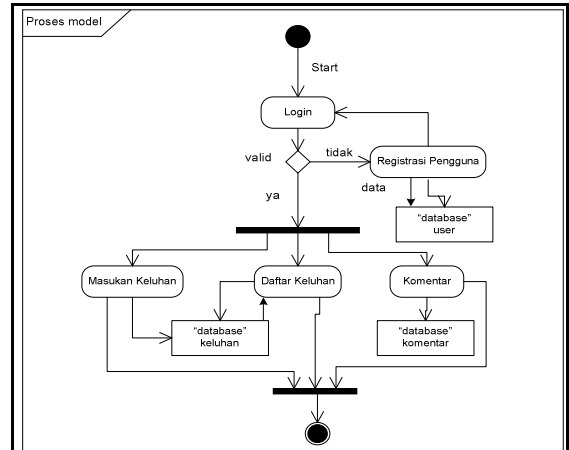 Proses model
Start
Login
valid
tidak
Registrasi Pengguna
data
ya
“database”
user
Masukan Keluhan
Daftar Keluhan
Komentar
“database”
keluhan
“database”
komentar